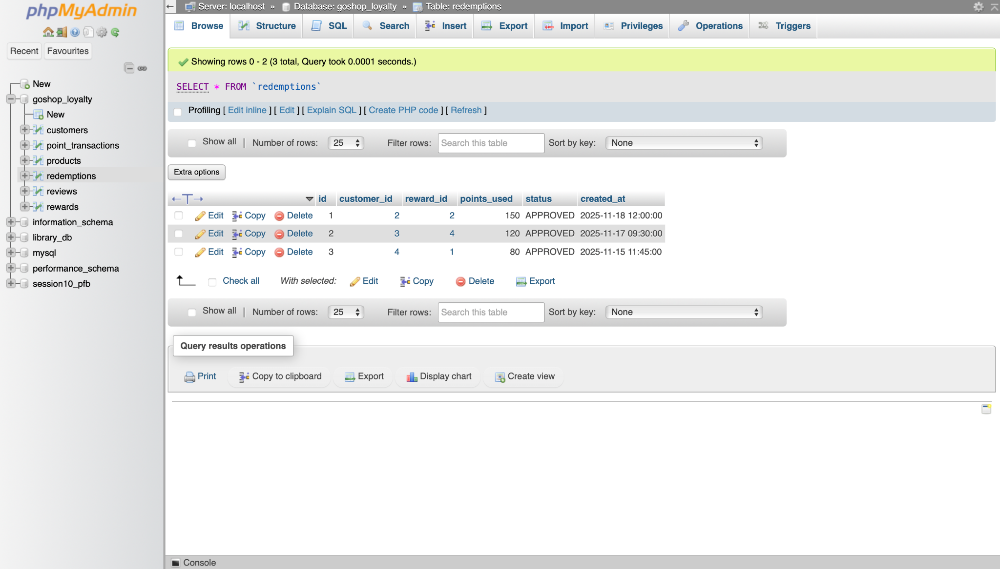 phpMyAdmin
Recent Favourites
New
goshop_loyalty
New
customers
point_transactions
products
redemptions
reviews
rewards
information_schema
library_db
mysql
performance_schema
session10_pfb
Server: localhost » Database: goshop_loyalty » Table: redemptions
Browse Structure SQL Search Insert Export Import Privileges Operations Triggers
Showing rows 0 - 2 (3 total, Query took 0.0001 seconds.)
SELECT * FROM `redemptions`
Profiling [ Edit inline ] [ Edit ] [ Explain SQL ] [ Create PHP code ] [ Refresh ]
Show all | Number of rows: 25 Filter rows: Search this table Sort by key: None
Extra options
←T→ id customer_id reward_id points_used status created_at
Edit Copy Delete 1 2 2 150 APPROVED 2025-11-18 12:00:00
Edit Copy Delete 2 3 4 120 APPROVED 2025-11-17 09:30:00
Edit Copy Delete 3 4 1 80 APPROVED 2025-11-15 11:45:00
Check all With selected: Edit Copy Delete Export
Show all | Number of rows: 25 Filter rows: Search this table Sort by key: None
Query results operations
Print Copy to clipboard Export Display chart Create view
Console